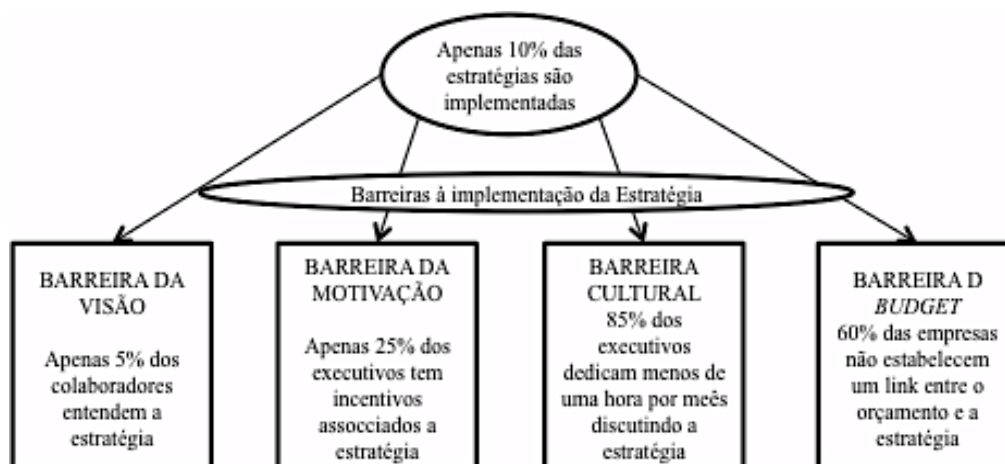 Apenas 10% das
estratégias são
implementadas
Barreiras à implementação da Estratégia
BARREIRA DA
VISÃO
Apenas 5% dos
colaboradores
entendem a
estratégia
BARREIRA DA
MOTIVAÇÃO
Apenas 25% dos
executivos tem
incentivos
assocciados a
estratégia
BARREIRA
CULTURAL
85% dos
executivos
dedicam menos de
uma hora por meês
discutindo a
estratégia
BARREIRA D
BUDGET
60% das empresas
não estabelecem
um link entre o
orçamento e a
estratégia